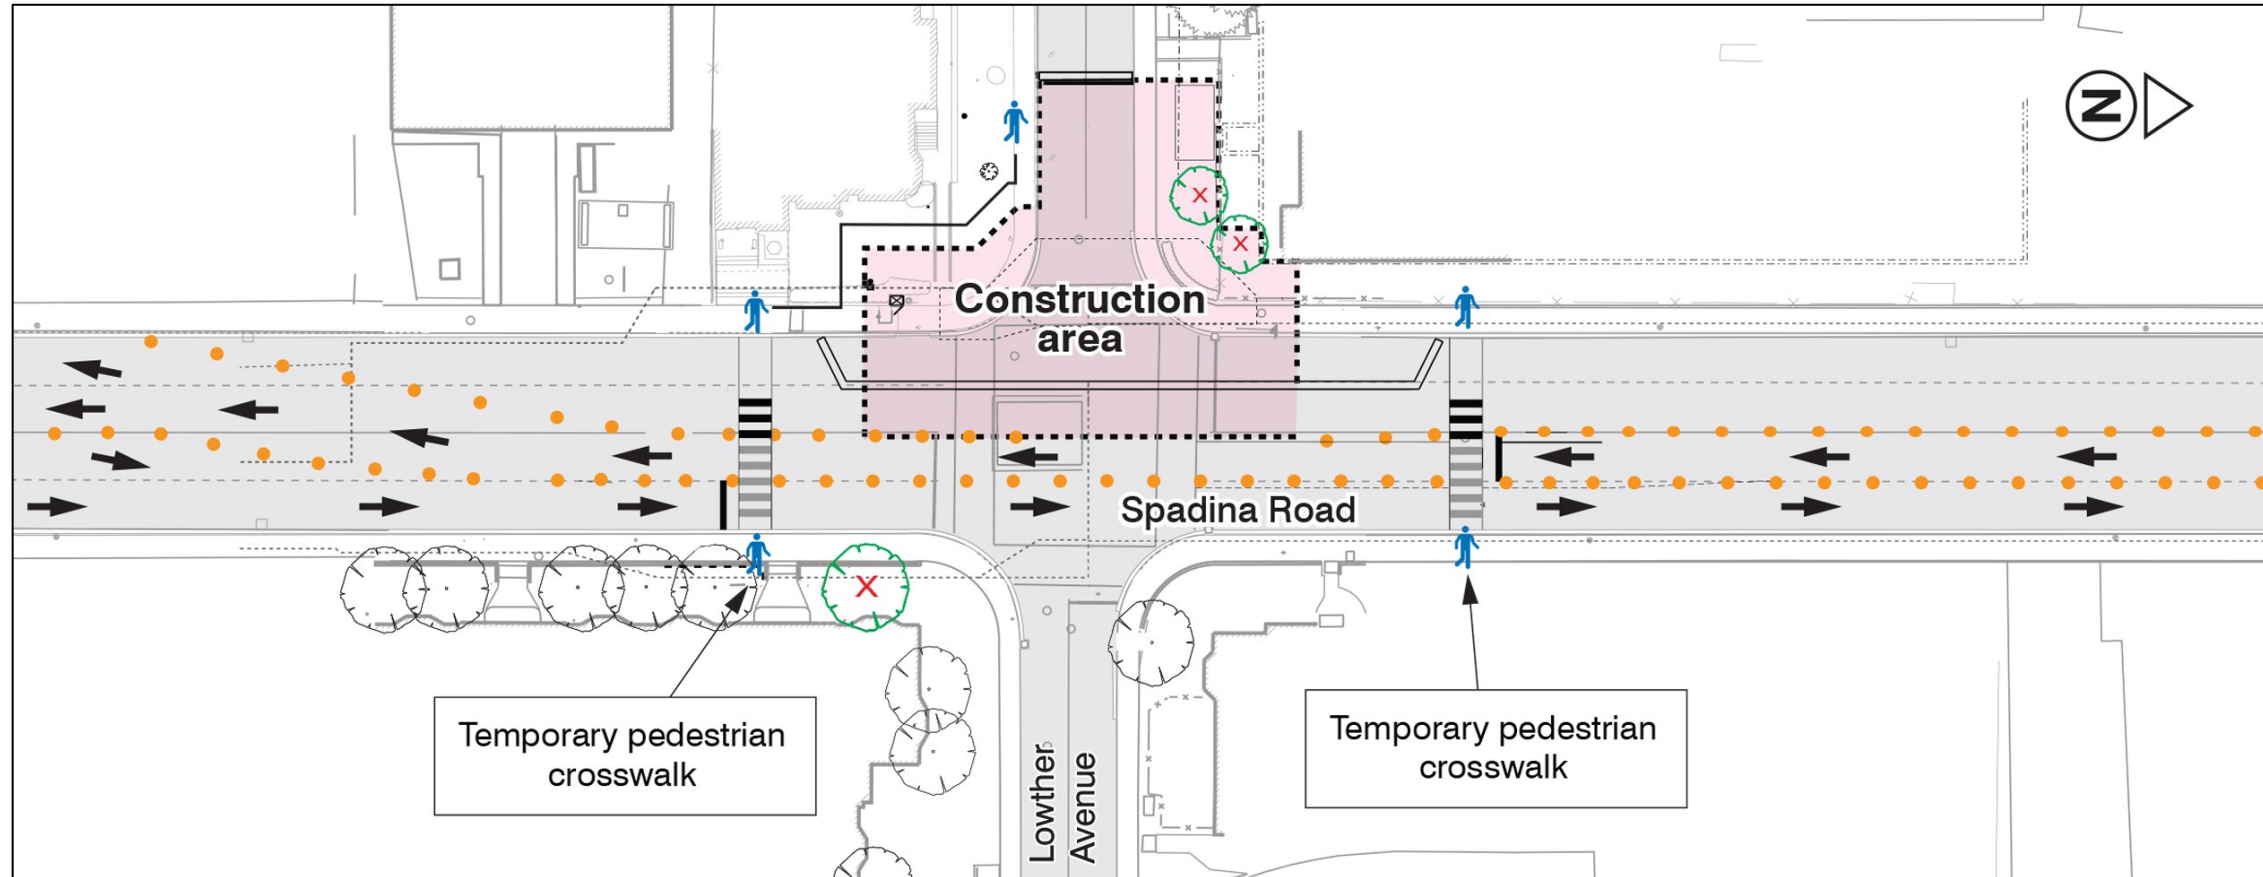 N
Construction
area
Spadina Road
Temporary pedestrian
crosswalk
Lowther
Avenue
Temporary pedestrian
crosswalk